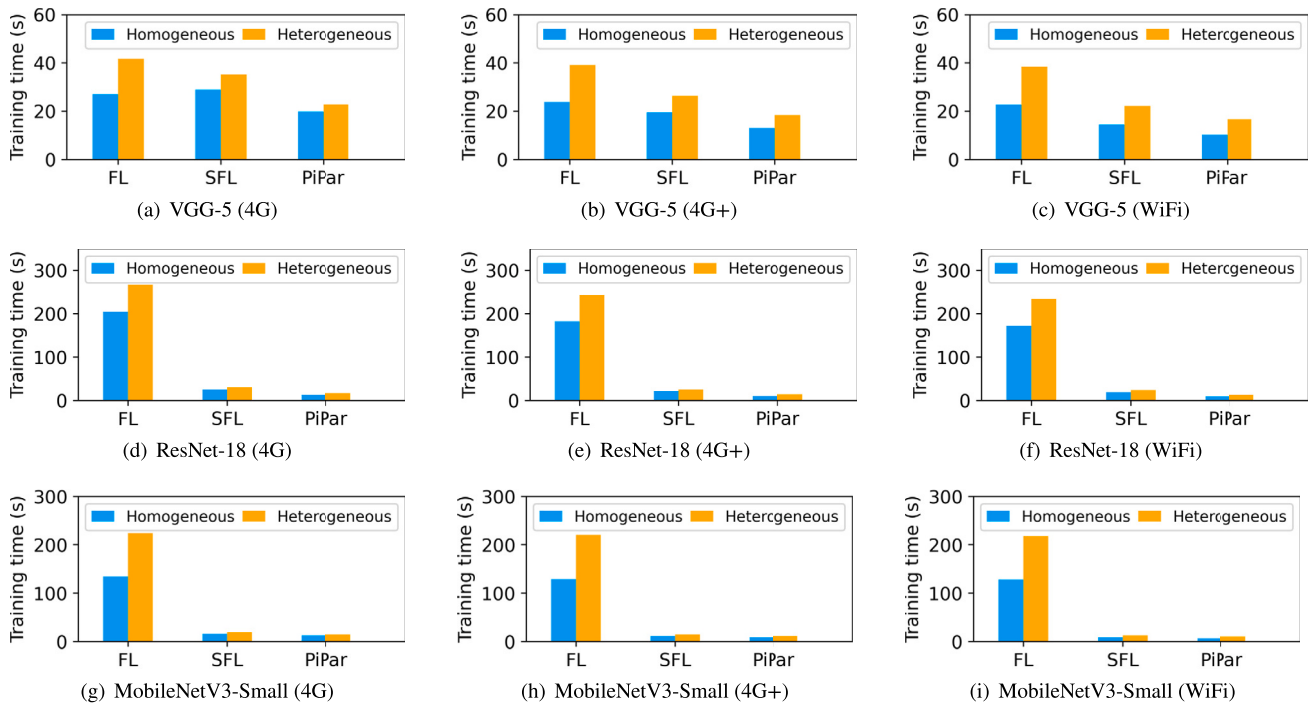 60
40
20
0
Training time (s)
Homogeneous Heterogeneous
FL SFL PiPar
(a) VGG-5 (4G)
60
40
20
0
Training time (s)
Homogeneous Heterogeneous
FL SFL PiPar
(b) VGG-5 (4G+)
60
40
20
0
Training time (s)
Homogeneous Heterogeneous
FL SFL PiPar
(c) VGG-5 (WiFi)
300
200
100
0
Training time (s)
Homogeneous Heterogeneous
FL SFL PiPar
(d) ResNet-18 (4G)
300
200
100
0
Training time (s)
Homogeneous Heterogeneous
FL SFL PiPar
(e) ResNet-18 (4G+)
300
200
100
0
Training time (s)
Homogeneous Heterogeneous
FL SFL PiPar
(f) ResNet-18 (WiFi)
300
200
100
0
Training time (s)
Homogeneous Heterogeneous
FL SFL PiPar
(g) MobileNetV3-Small (4G)
300
200
100
0
Training time (s)
Homogeneous Heterogeneous
FL SFL PiPar
(h) MobileNetV3-Small (4G+)
300
200
100
0
Training time (s)
Homogeneous Heterogeneous
FL SFL PiPar
(i) MobileNetV3-Small (WiFi)